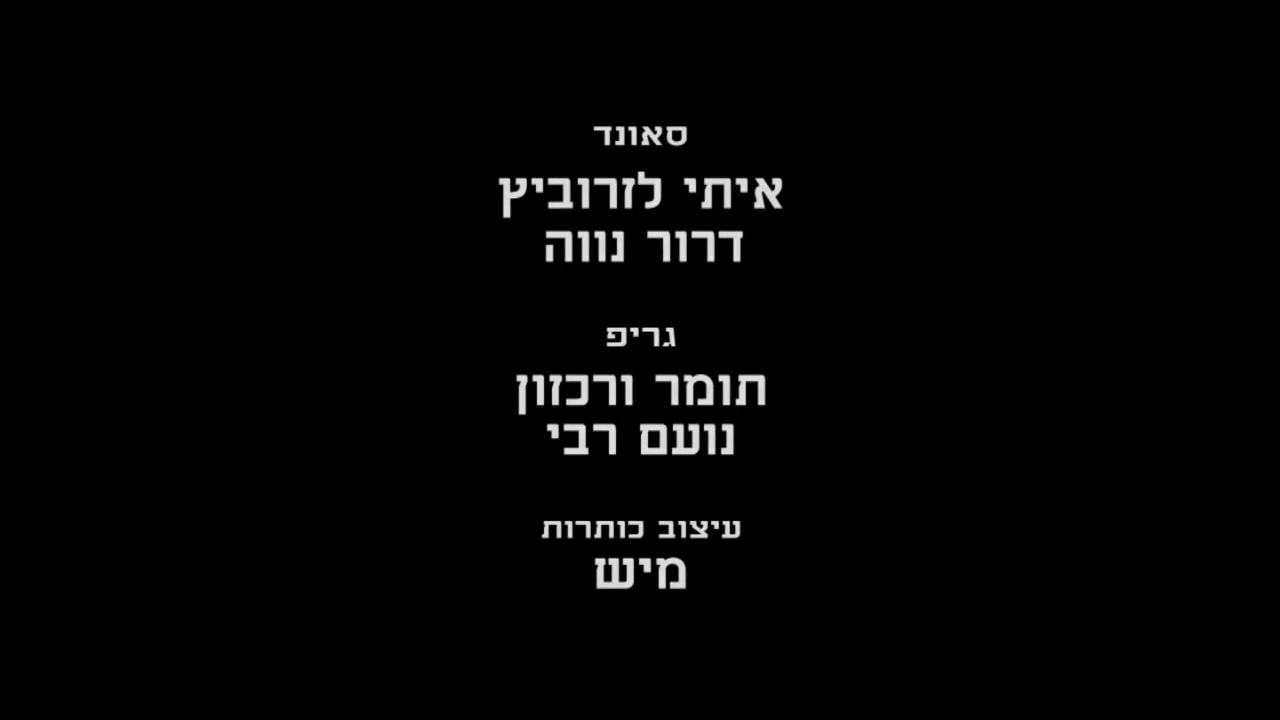 סאונד
איתי לזרוביץ
דרור נווה
גריפ
תומר ורכזון
נועם רבי
עיצוב כותרות
מיש